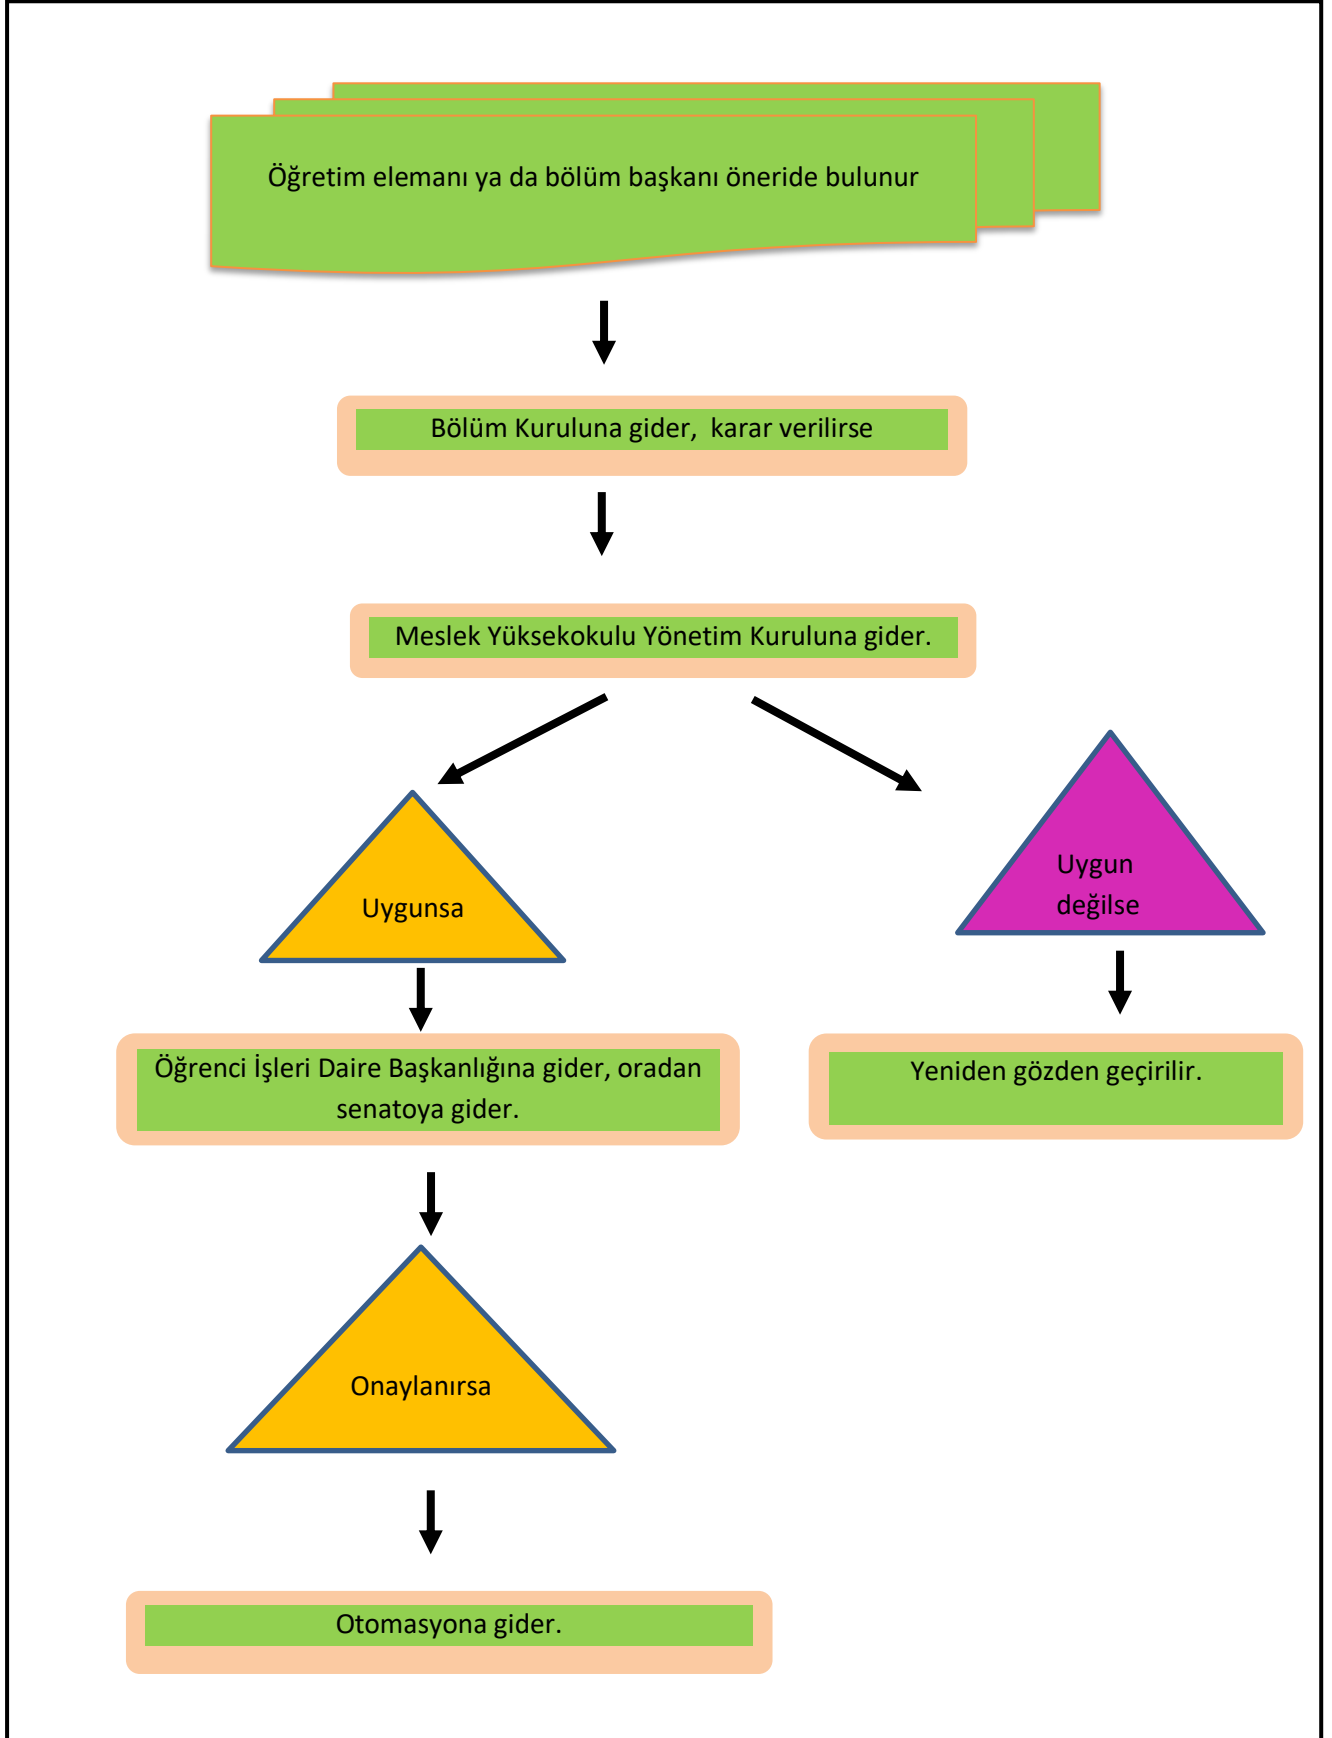 Öğretim elemanı ya da bölüm başkanı öneride bulunur
Bölüm Kuruluna gider, karar verilirse
Meslek Yüksekokulu Yönetim Kuruluna gider.
Uygun
değilse
Uygunsa
Öğrenci İşleri Daire Başkanlığına gider, oradan
senatoya gider.
Yeniden gözden geçirilir.
Onaylanırsa
Otomasyona gider.